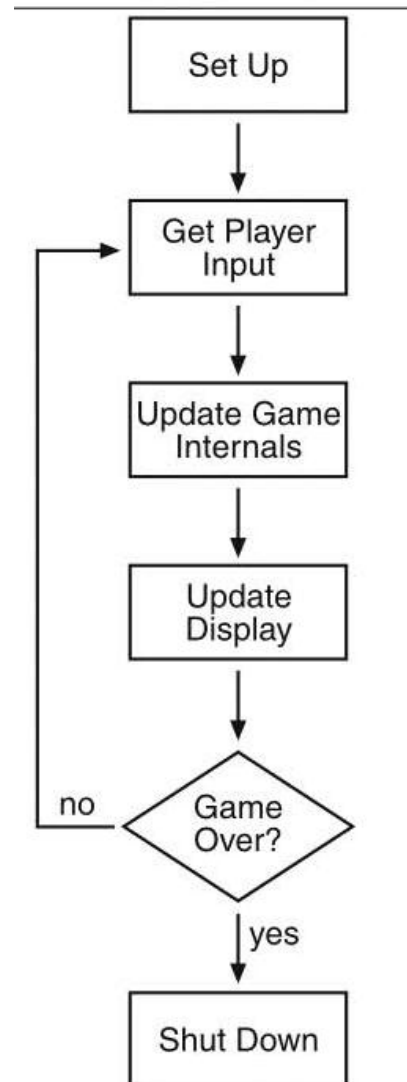 Set Up
Get Player
Input
Update Game
Internals
Update
Display
no
Game
Over?
yes
Shut Down